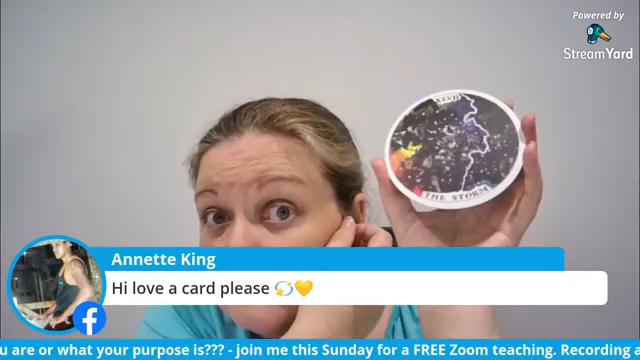 Powered by
StreamYard
THE STORM
Annette King
Hi love a card please 💫💛
u are or what your purpose is??? - join me this Sunday for a FREE Zoom teaching. Recording a